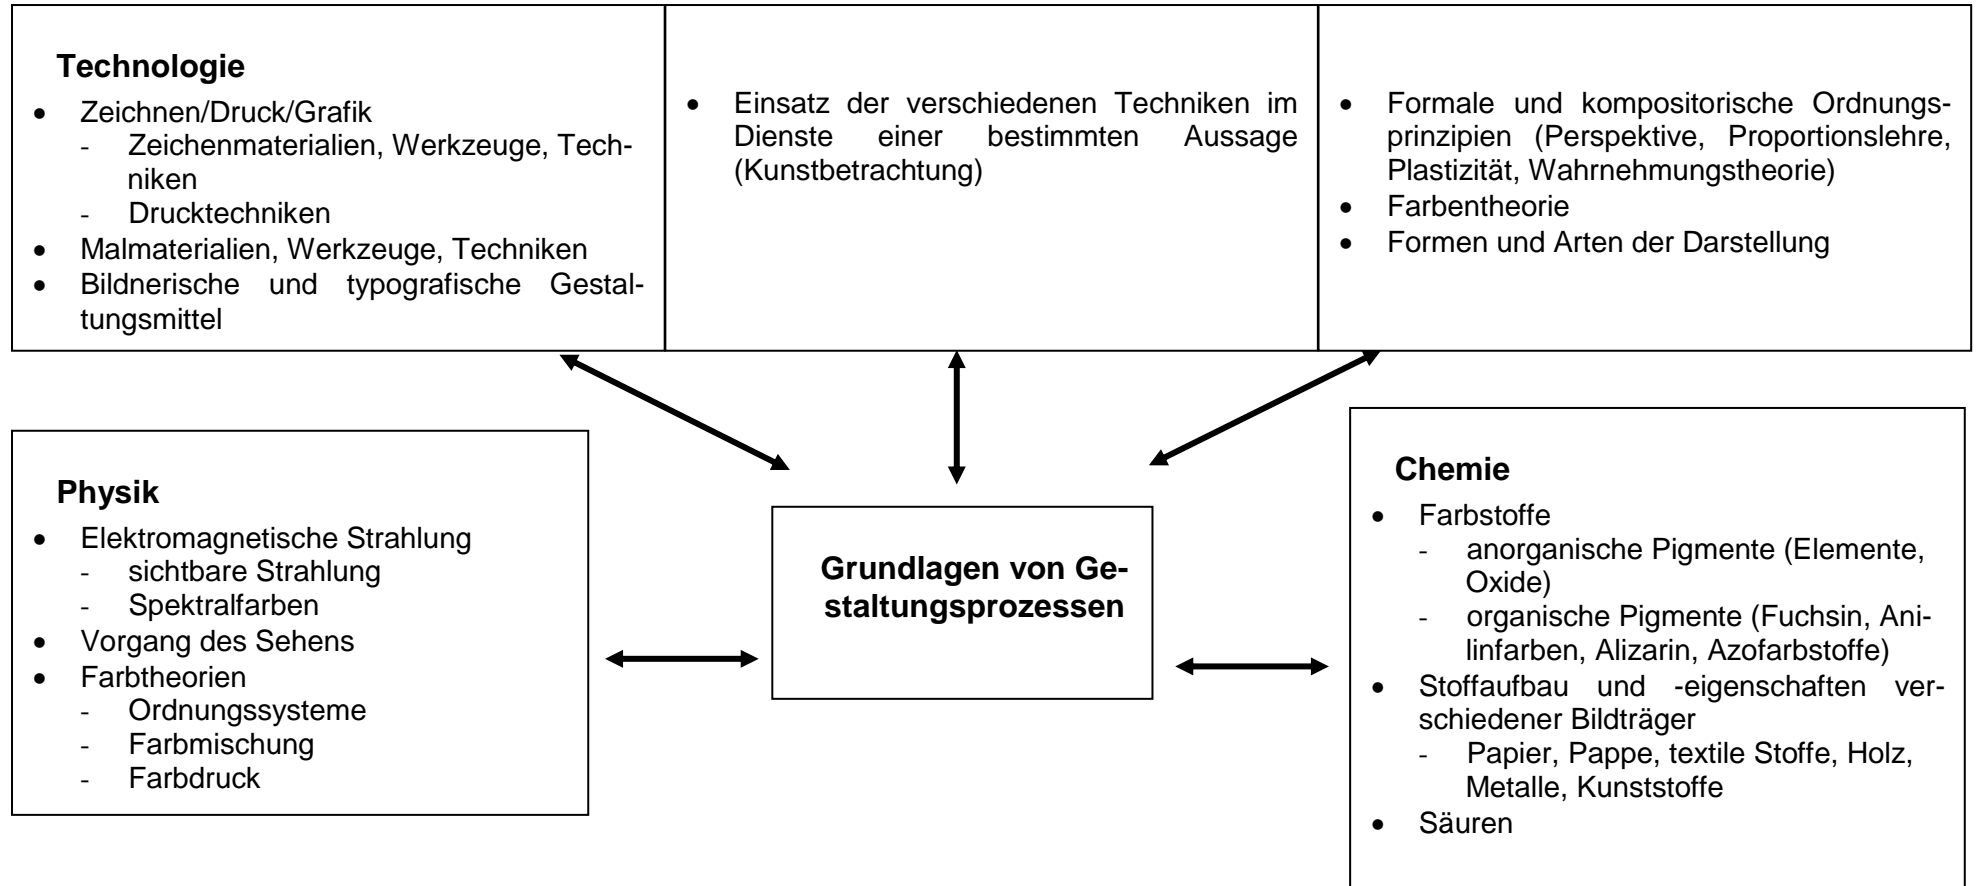 Technologie
• Zeichnen/Druck/Grafik
- Zeichenmaterialien, Werkzeuge, Tech-
niken
- Drucktechniken
• Malmaterialien, Werkzeuge, Techniken
• Bildnerische und typografische Gestal-
tungsmittel
• Einsatz der verschiedenen Techniken im
Dienste einer bestimmten Aussage
(Kunstbetrachtung)
• Formale und kompositorische Ordnungs-
prinzipien (Perspektive, Proportionslehre,
Plastizität, Wahrnehmungstheorie)
• Farbentheorie
• Formen und Arten der Darstellung
Physik
• Elektromagnetische Strahlung
- sichtbare Strahlung
- Spektralfarben
• Vorgang des Sehens
• Farbtheorien
- Ordnungssysteme
- Farbmischung
- Farbdruck
Grundlagen von Ge-
staltungsprozessen
Chemie
• Farbstoffe
- anorganische Pigmente (Elemente,
Oxide)
- organische Pigmente (Fuchsin, Ani-
linfarben, Alizarin, Azofarbstoffe)
• Stoffaufbau und -eigenschaften ver-
schiedener Bildträger
- Papier, Pappe, textile Stoffe, Holz,
Metalle, Kunststoffe
• Säuren